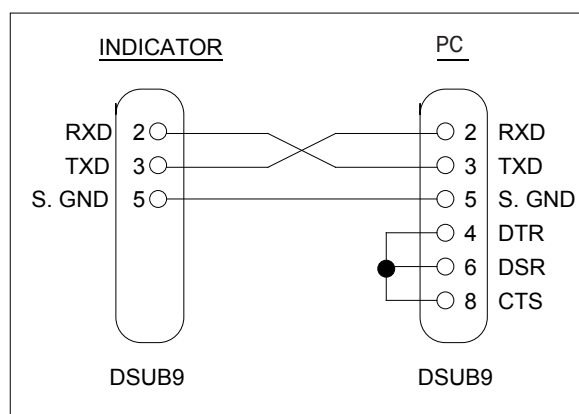 INDICATOR PC
RXD 2 2 RXD
TXD 3 3 TXD
S. GND 5 5 S. GND
4 DTR
6 DSR
8 CTS
DSUB9 DSUB9